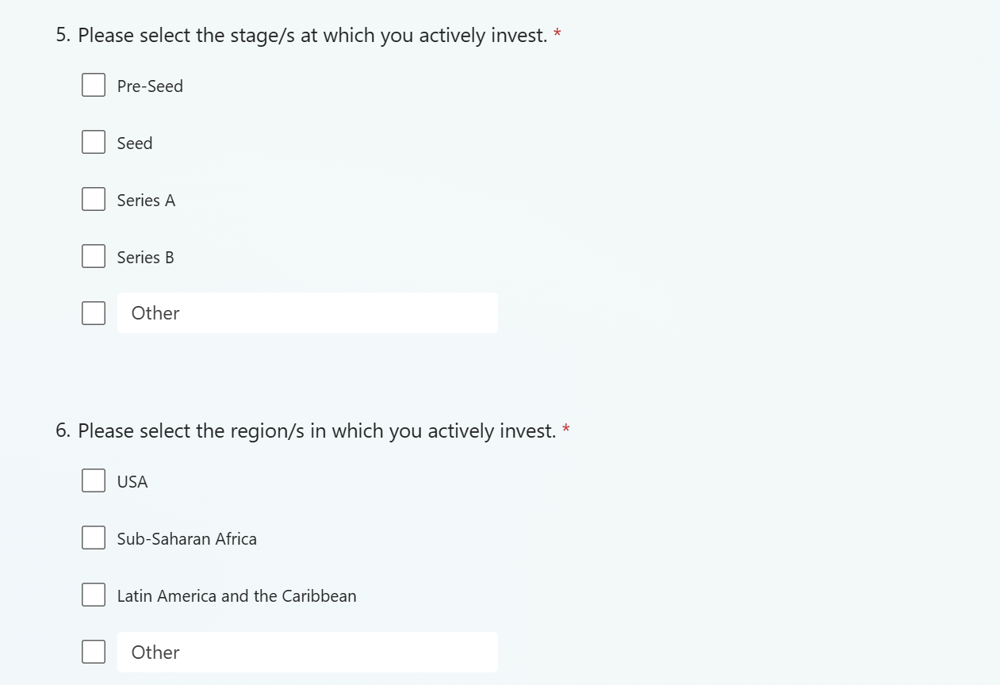 5. Please select the stage/s at which you actively invest. *
Pre-Seed
Seed
Series A
Series B
Other
6. Please select the region/s in which you actively invest. *
USA
Sub-Saharan Africa
Latin America and the Caribbean
Other